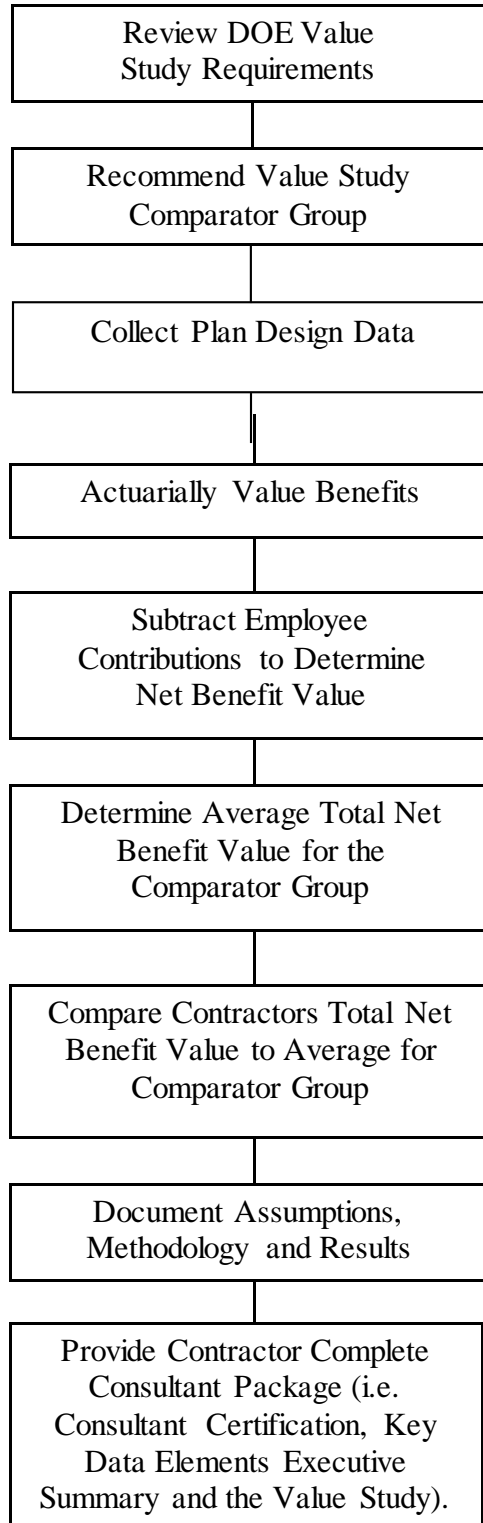 Review DOE Value
Study Requirements
Recommend Value Study
Comparator Group
Collect Plan Design Data
Actuarially Value Benefits
Subtract Employee
Contributions to Determine
Net Benefit Value
Determine Average Total Net
Benefit Value for the
Comparator Group
Compare Contractors Total Net
Benefit Value to Average for
Comparator Group
Document Assumptions,
Methodology and Results
Provide Contractor Complete
Consultant Package (i.e.
Consultant Certification, Key
Data Elements Executive
Summary and the Value Study).